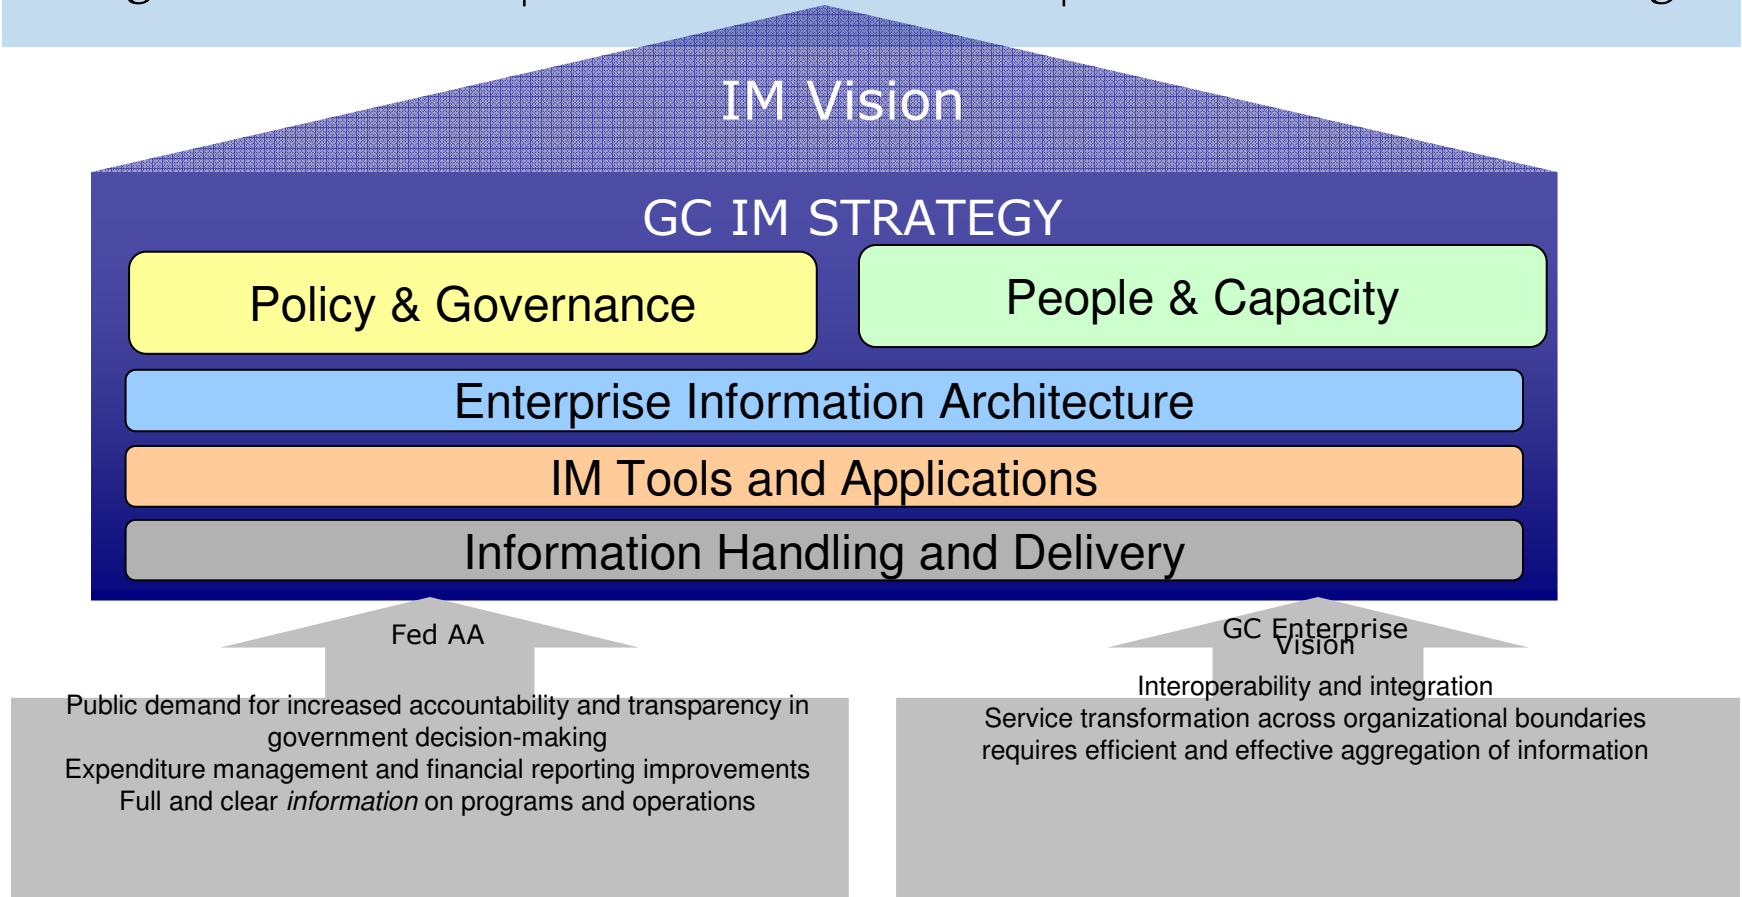 IM Vision
GC IM STRATEGY
Policy & Governance
People & Capacity
Enterprise Information Architecture
IM Tools and Applications
Information Handling and Delivery
Fed AA
Public demand for increased accountability and transparency in
government decision-making
Expenditure management and financial reporting improvements
Full and clear information on programs and operations
GC Enterprise
Vision
Interoperability and integration
Service transformation across organizational boundaries
requires efficient and effective aggregation of information